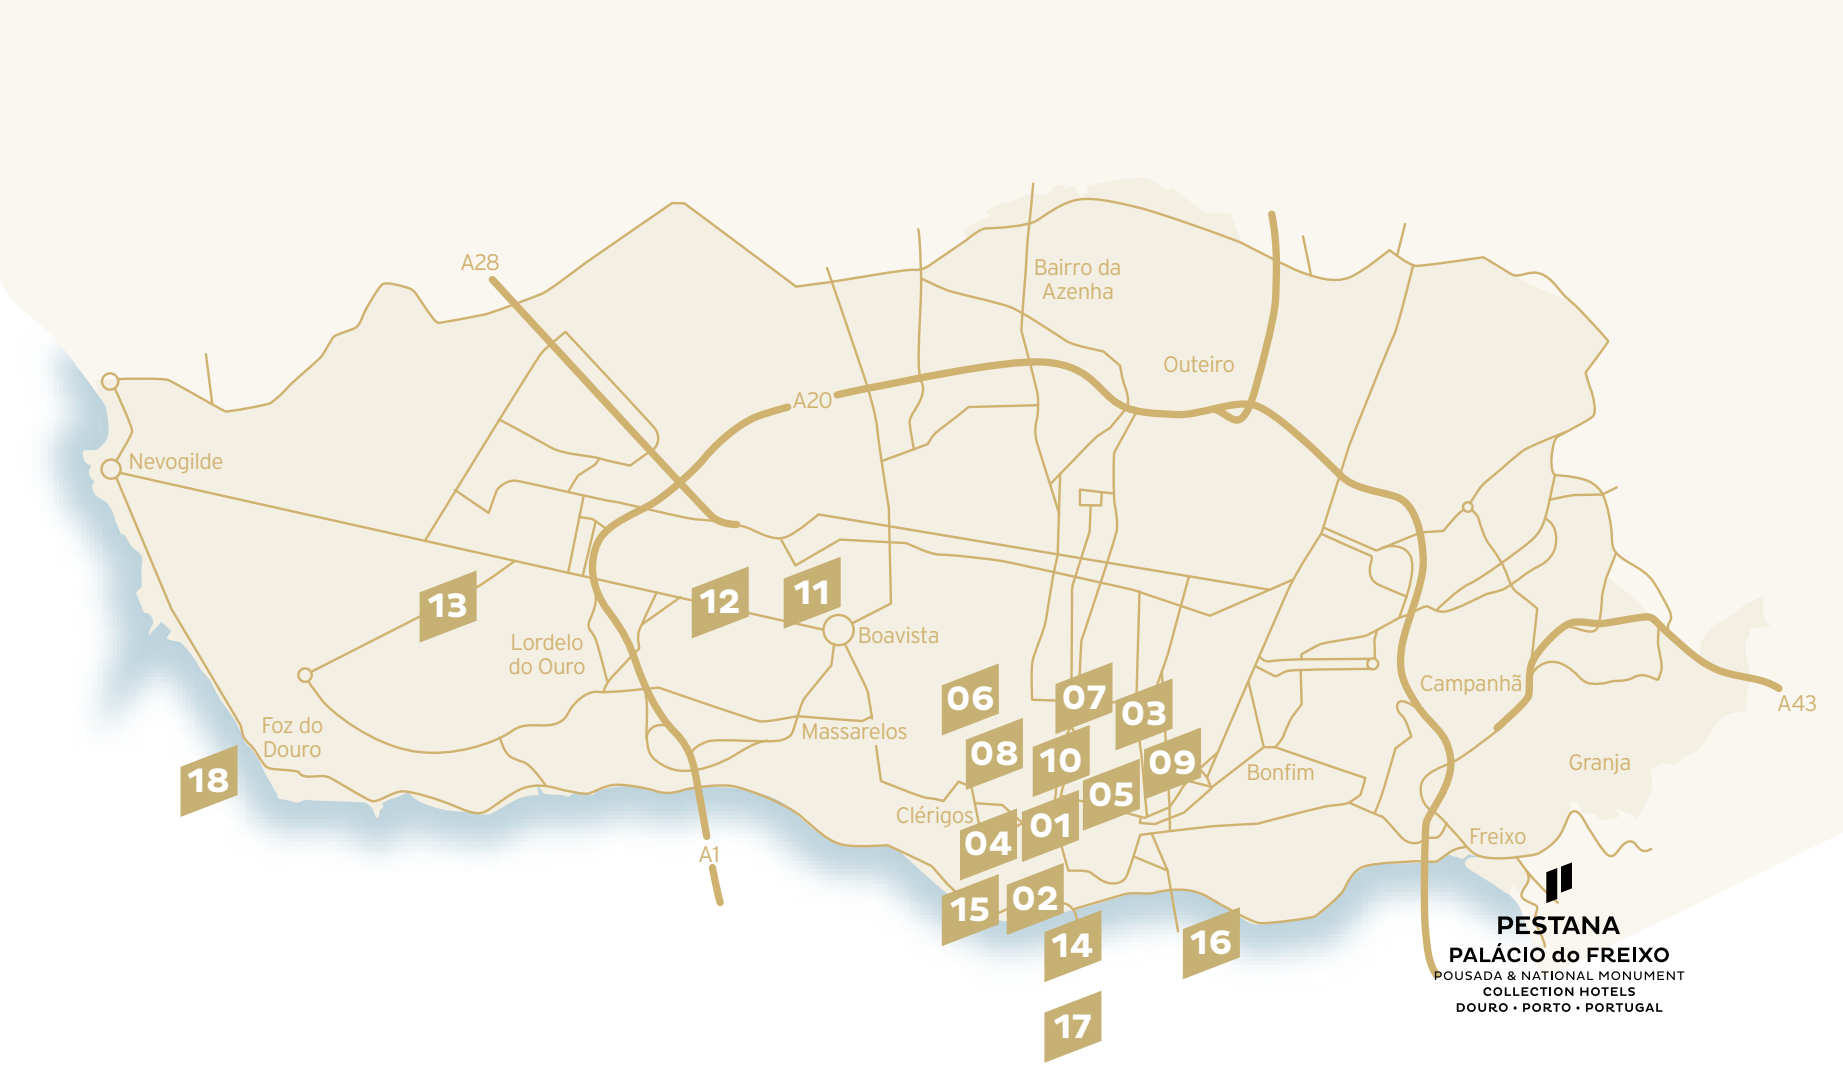 A28
Bairro da
Azenha
Outeiro
A20
Nevogilde
13
12
11
Lordelo
do Ouro
Boavista
06
07
03
Campanhã
A43
Foz do
Douro
Massarelos
08
10
09
Granja
18
05
Bonfim
Clérigos
01
04
Freixo
A1
02
15
14
16
17
PESTANA
PALÁCIO do FREIXO
POUSADA & NATIONAL MONUMENT
COLLECTION HOTELS
DOURO • PORTO • PORTUGAL